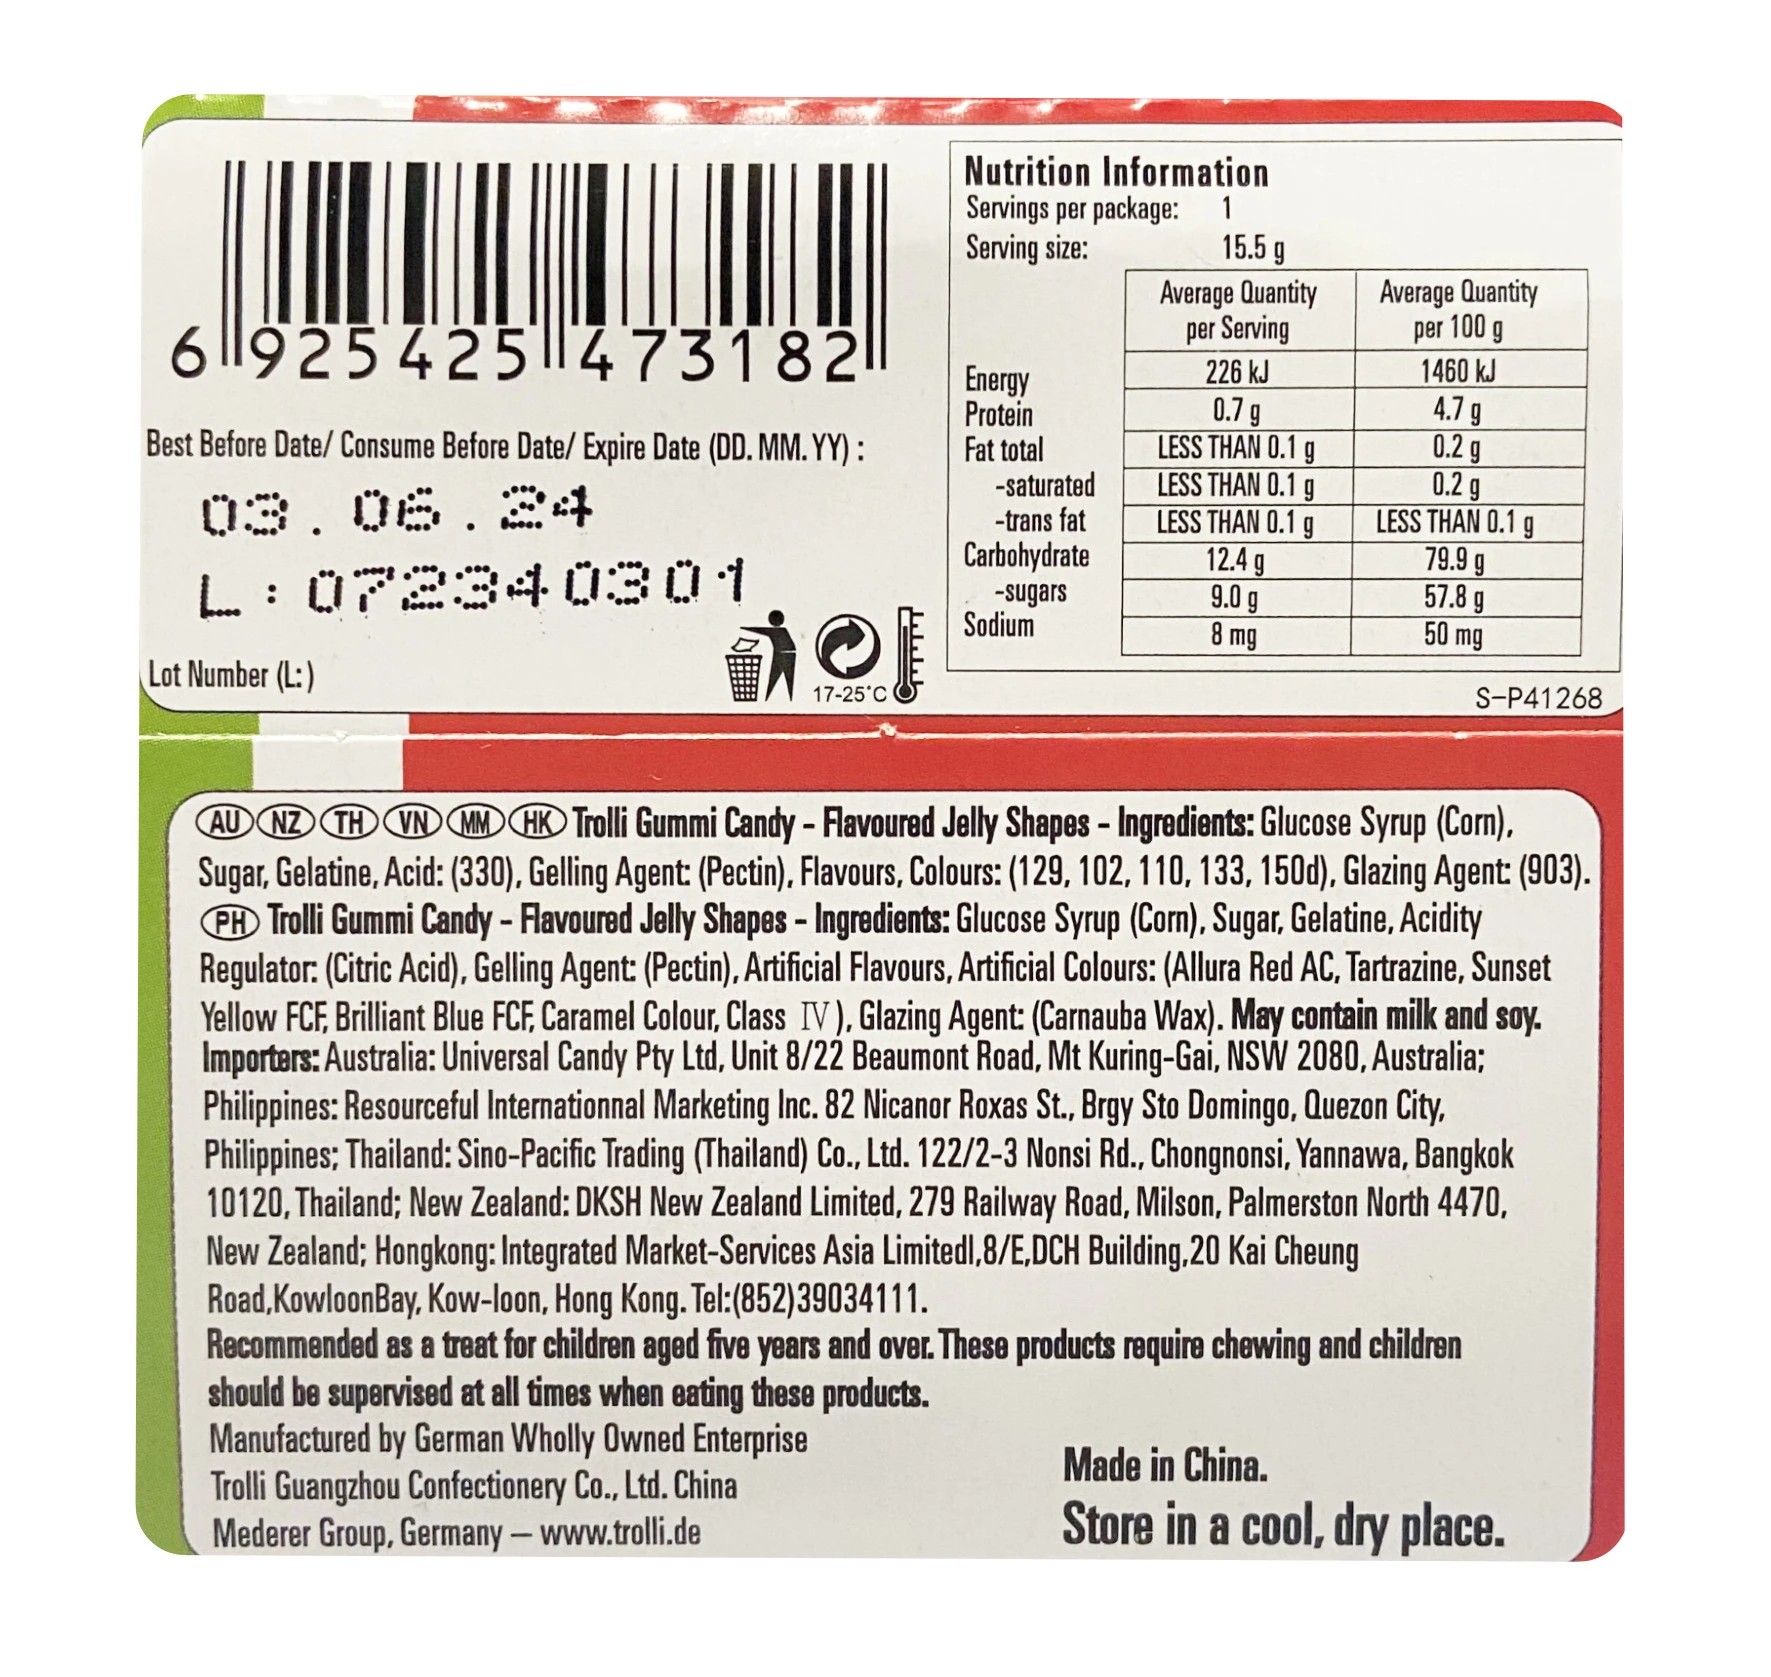 6 925425 473182
Best Before Date/ Consume Before Date/ Expire Date (DD. MM. YY) :
03.06.24
L:072340301
Lot Number (L:)
17-25°C
Nutrition Information
Servings per package: 1
Serving size: 15.5 g
Average Quantity per Serving Average Quantity per 100 g
Energy 226 kJ 1460 kJ
Protein 0.7 g 4.7 g
Fat total LESS THAN 0.1 g 0.2 g
-saturated LESS THAN 0.1 g 0.2 g
-trans fat LESS THAN 0.1 g LESS THAN 0.1 g
Carbohydrate 12.4 g 79.9 g
-sugars 9.0 g 57.8 g
Sodium 8 mg 50 mg
S-P41268
AU NZ TH VN MM HK Trolli Gummi Candy - Flavoured Jelly Shapes - Ingredients: Glucose Syrup (Corn),
Sugar, Gelatine, Acid: (330), Gelling Agent: (Pectin), Flavours, Colours: (129, 102, 110, 133, 150d), Glazing Agent: (903).
PH Trolli Gummi Candy - Flavoured Jelly Shapes - Ingredients: Glucose Syrup (Corn), Sugar, Gelatine, Acidity
Regulator: (Citric Acid), Gelling Agent: (Pectin), Artificial Flavours, Artificial Colours: (Allura Red AC, Tartrazine, Sunset
Yellow FCF, Brilliant Blue FCF, Caramel Colour, Class IV), Glazing Agent: (Carnauba Wax). May contain milk and soy.
Importers: Australia: Universal Candy Pty Ltd, Unit 8/22 Beaumont Road, Mt Kuring-Gai, NSW 2080, Australia;
Philippines: Resourceful Internationnal Marketing Inc. 82 Nicanor Roxas St., Brgy Sto Domingo, Quezon City,
Philippines; Thailand: Sino-Pacific Trading (Thailand) Co., Ltd. 122/2-3 Nonsi Rd., Chongnonsi, Yannawa, Bangkok
10120, Thailand; New Zealand: DKSH New Zealand Limited, 279 Railway Road, Milson, Palmerston North 4470,
New Zealand; Hongkong: Integrated Market-Services Asia Limitedl,8/E,DCH Building,20 Kai Cheung
Road,KowloonBay, Kow-loon, Hong Kong. Tel:(852)39034111.
Recommended as a treat for children aged five years and over. These products require chewing and children
should be supervised at all times when eating these products.
Manufactured by German Wholly Owned Enterprise
Trolli Guangzhou Confectionery Co., Ltd. China
Mederer Group, Germany – www.trolli.de
Made in China.
Store in a cool, dry place.